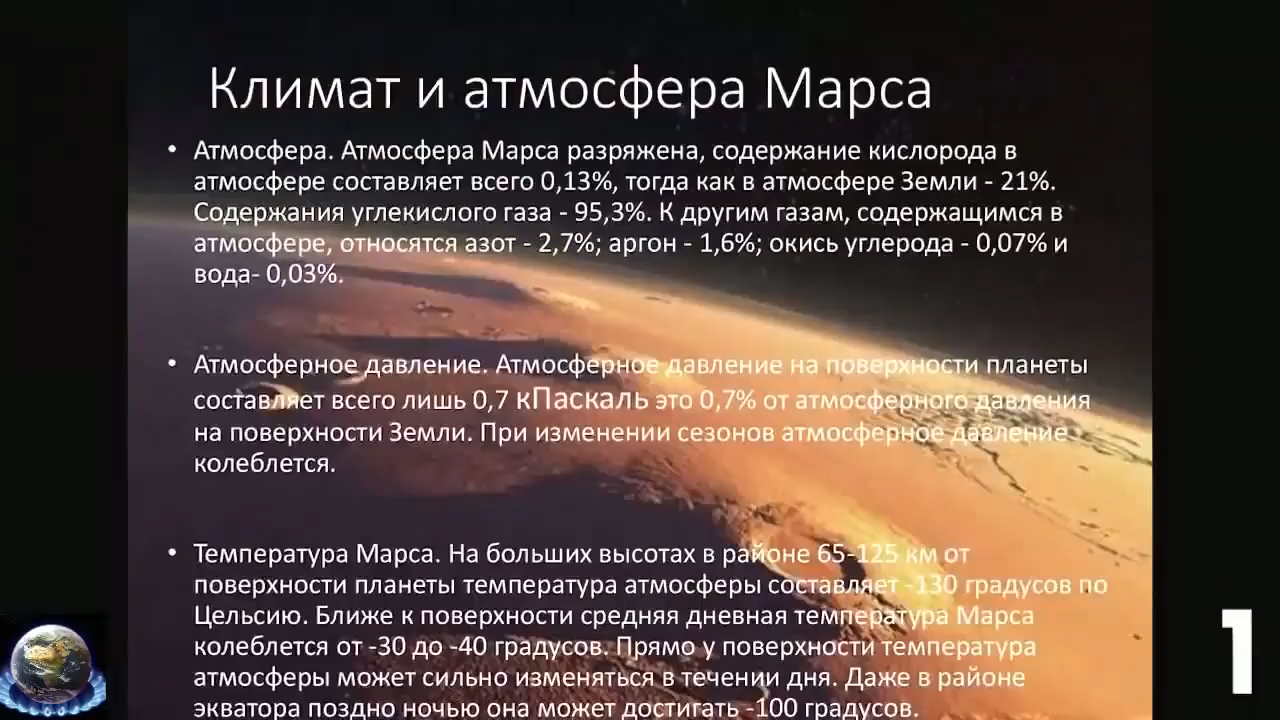 Климат и атмосфера Марса
• Атмосфера. Атмосфера Марса разряжена, содержание кислорода в
атмосфере составляет всего 0,13%, тогда как в атмосфере Земли - 21%.
Содержания углекислого газа - 95,3%. К другим газам, содержащимся в
атмосфере, относятся азот - 2,7%; аргон - 1,6%; окись углерода - 0,07% и
вода- 0,03%.
• Атмосферное давление. Атмосферное давление на поверхности планеты
составляет всего лишь 0,7 кПаскаль это 0,7% от атмосферного давления
на поверхности Земли. При изменении сезонов атмосферное давление
колеблется.
• Температура Марса. На больших высотах в районе 65-125 км от
поверхности планеты температура атмосферы составляет -130 градусов по
Цельсию. Ближе к поверхности средняя дневная температура Марса
колеблется от -30 до -40 градусов. Прямо у поверхности температура
атмосферы может сильно изменяться в течении дня. Даже в районе
экватора поздно ночью она может достигать -100 градусов.
1